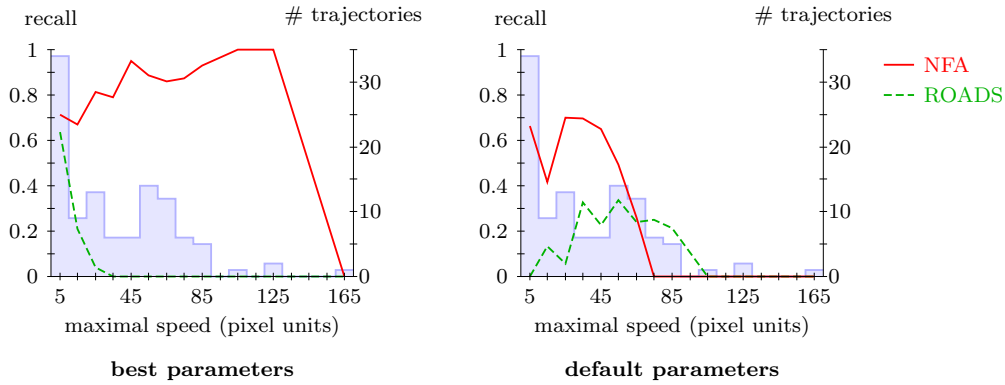 recall
# trajectories
1
0.8
0.6
0.4
0.2
0
30
20
10
0
5 45 85 125 165
maximal speed (pixel units)
best parameters
recall
# trajectories
1
0.8
0.6
0.4
0.2
0
30
20
10
0
5 45 85 125 165
maximal speed (pixel units)
default parameters
NFA
ROADS